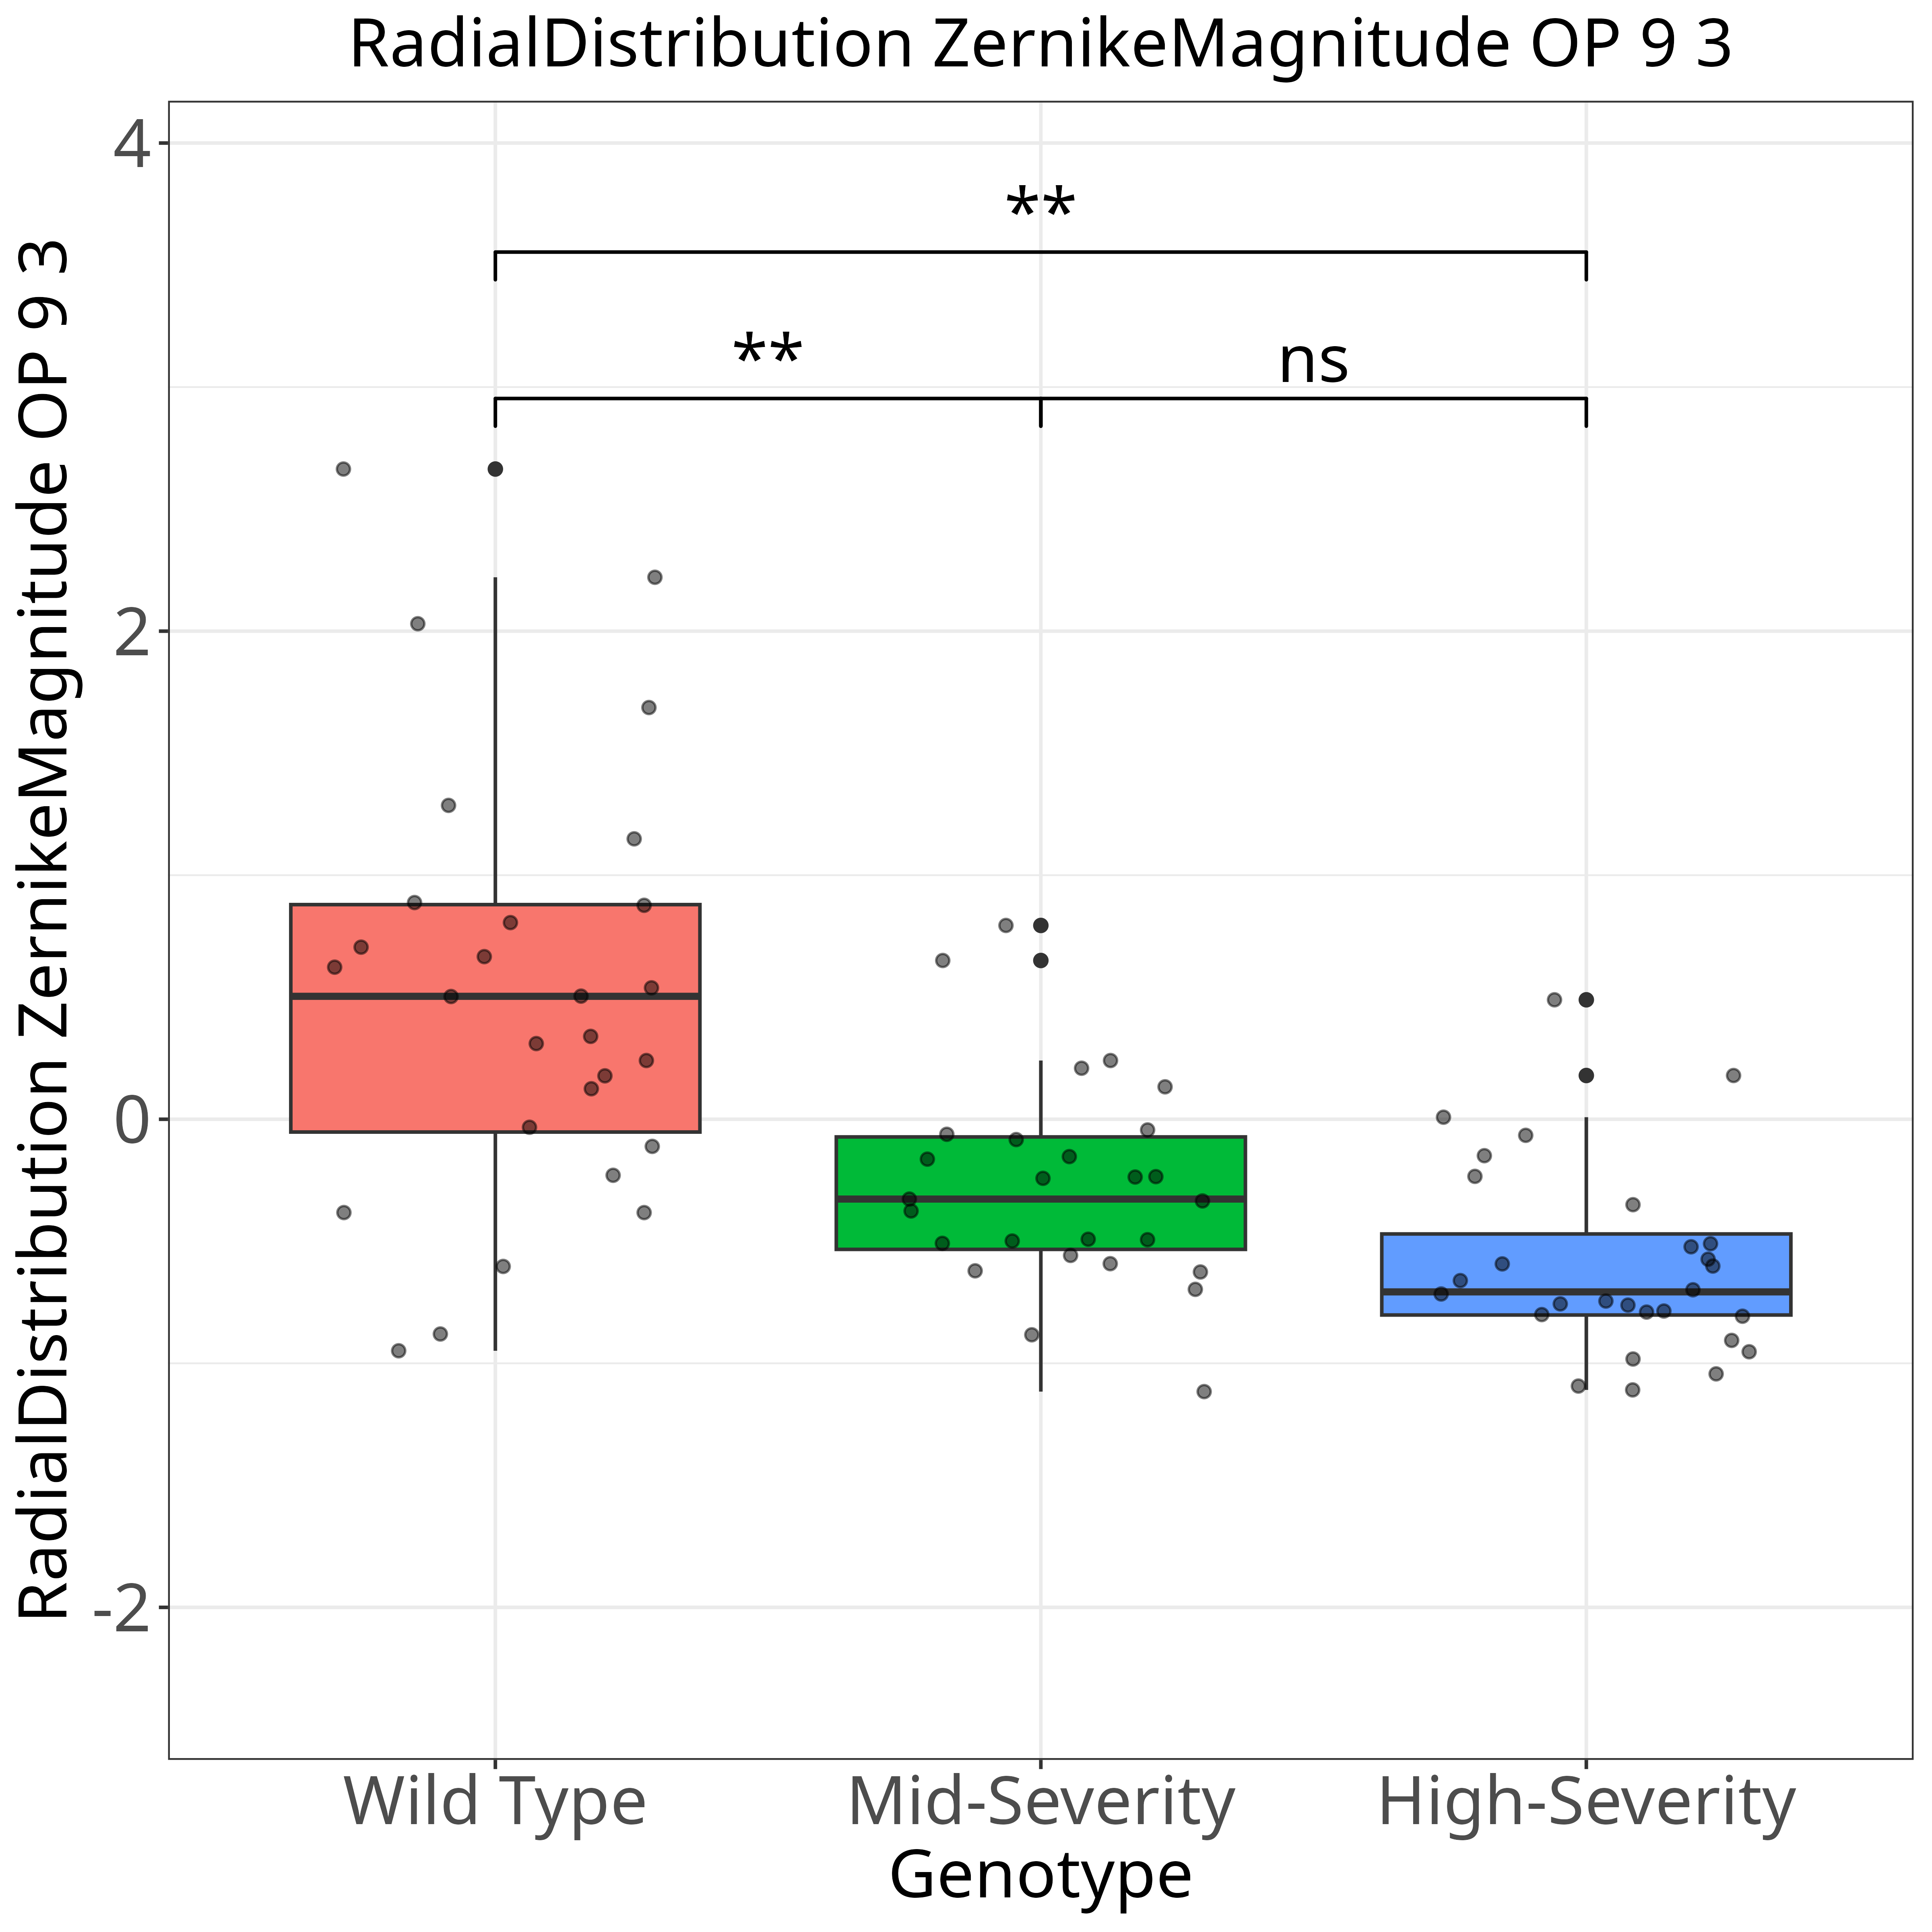 RadialDistribution ZernikeMagnitude OP 9 3
RadialDistribution ZernikeMagnitude OP 9 3
4
2
0
-2
**
**
ns
Wild Type
Mid-Severity
High-Severity
Genotype